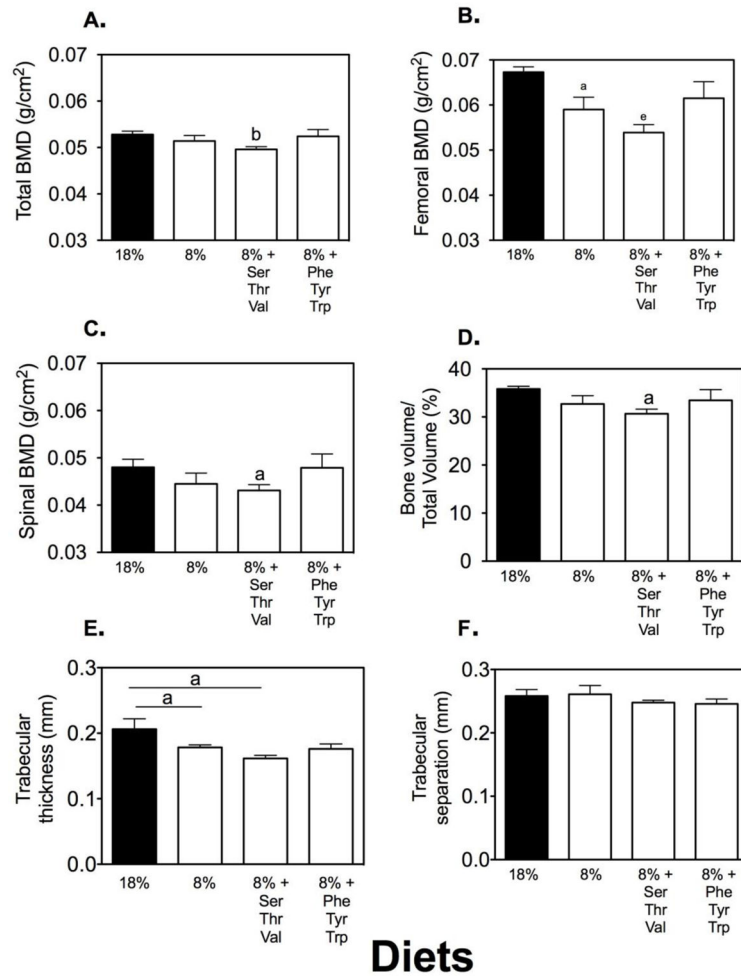 A.
Total BMD (g/cm²)
0.07
0.06
0.05
0.04
0.03
b
18%
8%
8% +
Ser
Thr
Val
8% +
Phe
Tyr
Trp
B.
Femoral BMD (g/cm²)
0.07
0.06
0.05
0.04
0.03
a
e
18%
8%
8% +
Ser
Thr
Val
8% +
Phe
Tyr
Trp
C.
Spinal BMD (g/cm²)
0.07
0.06
0.05
0.04
0.03
a
18%
8%
8% +
Ser
Thr
Val
8% +
Phe
Tyr
Trp
D.
Bone volume/
Total Volume (%)
40
30
20
10
0
a
18%
8%
8% +
Ser
Thr
Val
8% +
Phe
Tyr
Trp
E.
Trabecular
thickness (mm)
0.3
0.2
0.1
0.0
a
a
18%
8%
8% +
Ser
Thr
Val
8% +
Phe
Tyr
Trp
F.
Trabecular
separation (mm)
0.3
0.2
0.1
0.0
18%
8%
8% +
Ser
Thr
Val
8% +
Phe
Tyr
Trp
Diets